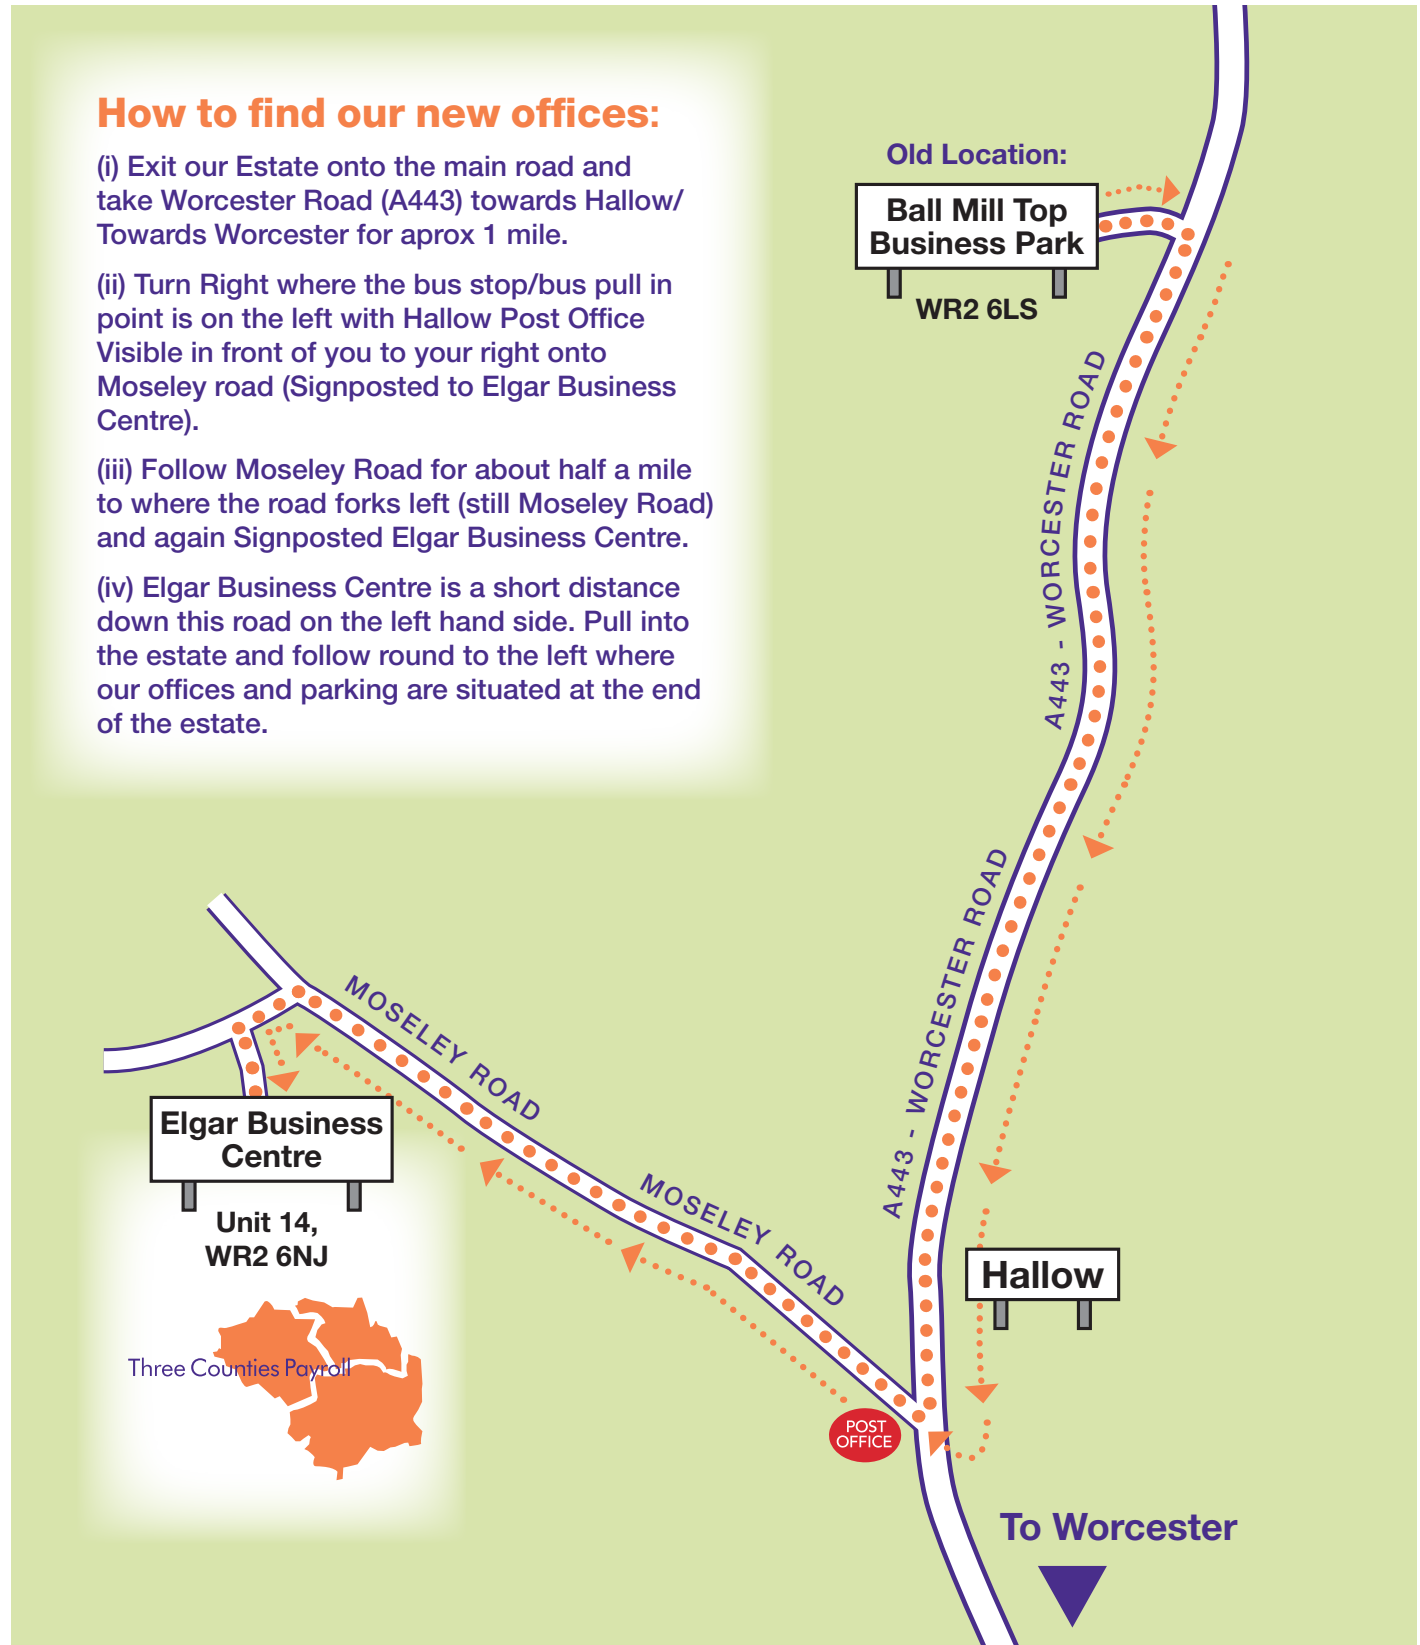 How to find our new offices:
(i) Exit our Estate onto the main road and
take Worcester Road (A443) towards Hallow/
Towards Worcester for aprox 1 mile.
(ii) Turn Right where the bus stop/bus pull in
point is on the left with Hallow Post Office
Visible in front of you to your right onto
Moseley road (Signposted to Elgar Business
Centre).
(iii) Follow Moseley Road for about half a mile
to where the road forks left (still Moseley Road)
and again Signposted Elgar Business Centre.
(iv) Elgar Business Centre is a short distance
down this road on the left hand side. Pull into
the estate and follow round to the left where
our offices and parking are situated at the end
of the estate.
Old Location:
Ball Mill Top
Business Park
WR2 6LS
A443 - WORCESTER ROAD
A443 - WORCESTER ROAD
MOSELEY ROAD
MOSELEY ROAD
Elgar Business
Centre
Unit 14,
WR2 6NJ
Three Counties Payroll
Hallow
POST
OFFICE
To Worcester